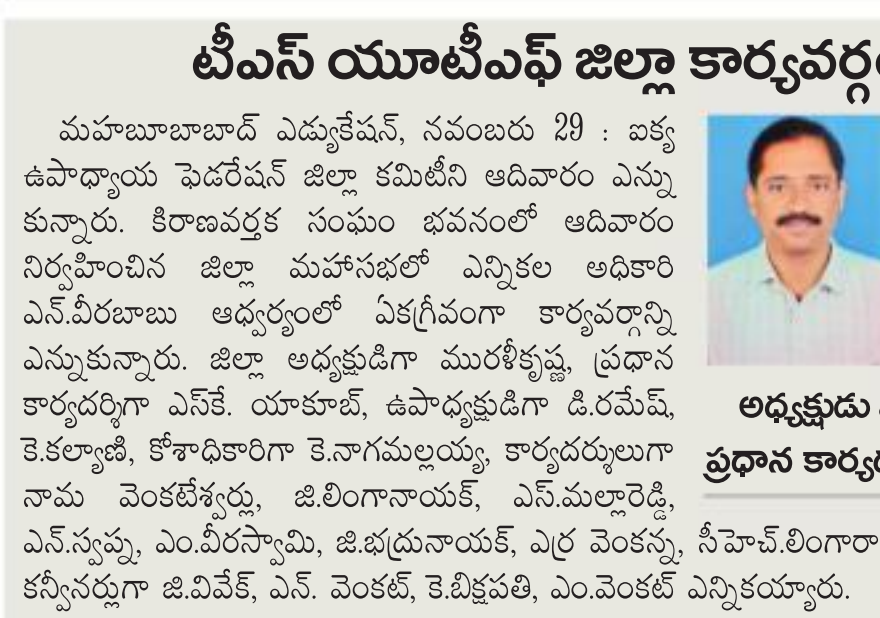 టీఎస్ యూటీఎఫ్ జిల్లా కార్యవర్గం
మహబూబాబాద్ ఎడ్యుకేషన్, నవంబరు 29 : ఐక్య
ఉపాధ్యాయ ఫెడరేషన్ జిల్లా కమిటీని ఆదివారం ఎన్ను
కున్నారు. కిరాణవర్తక సంఘం భవనంలో ఆదివారం
నిర్వహించిన జిల్లా మహాసభలో ఎన్నికల అధికారి
ఎన్.వీరబాబు ఆధ్వర్యంలో ఏకగ్రీవంగా కార్యవర్గాన్ని
ఎన్నుకున్నారు. జిల్లా అధ్యక్షుడిగా మురళీకృష్ణ, ప్రధాన
కార్యదర్శిగా ఎస్‌కే. యాకూబ్, ఉపాధ్యక్షుడిగా డి.రమేష్,
కె.కల్యాణి, కోశాధికారిగా కె.నాగమల్లయ్య, కార్యదర్శులుగా
నామ వెంకటేశ్వర్లు, జి.లింగానాయక్, ఎస్.మల్లారెడ్డి,
ఎన్.స్వప్న, ఎం.వీరస్వామి, జి.భద్రునాయక్, ఎర్ర వెంకన్న, సీహెచ్.లింగారా
కన్వీనర్లుగా జి.వివేక్, ఎన్. వెంకట్, కె.బిక్షపతి, ఎం.వెంకట్ ఎన్నికయ్యారు.
అధ్యక్షుడు
ప్రధాన